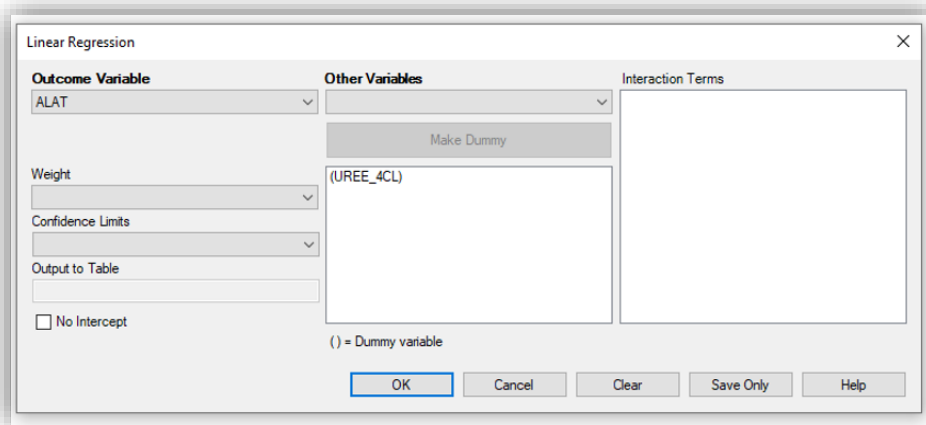 Linear Regression
Outcome Variable
ALAT
Weight
Confidence Limits
Output to Table
No Intercept
Other Variables
Make Dummy
(UREE_4CL)
( ) = Dummy variable
Interaction Terms
OK
Cancel
Clear
Save Only
Help